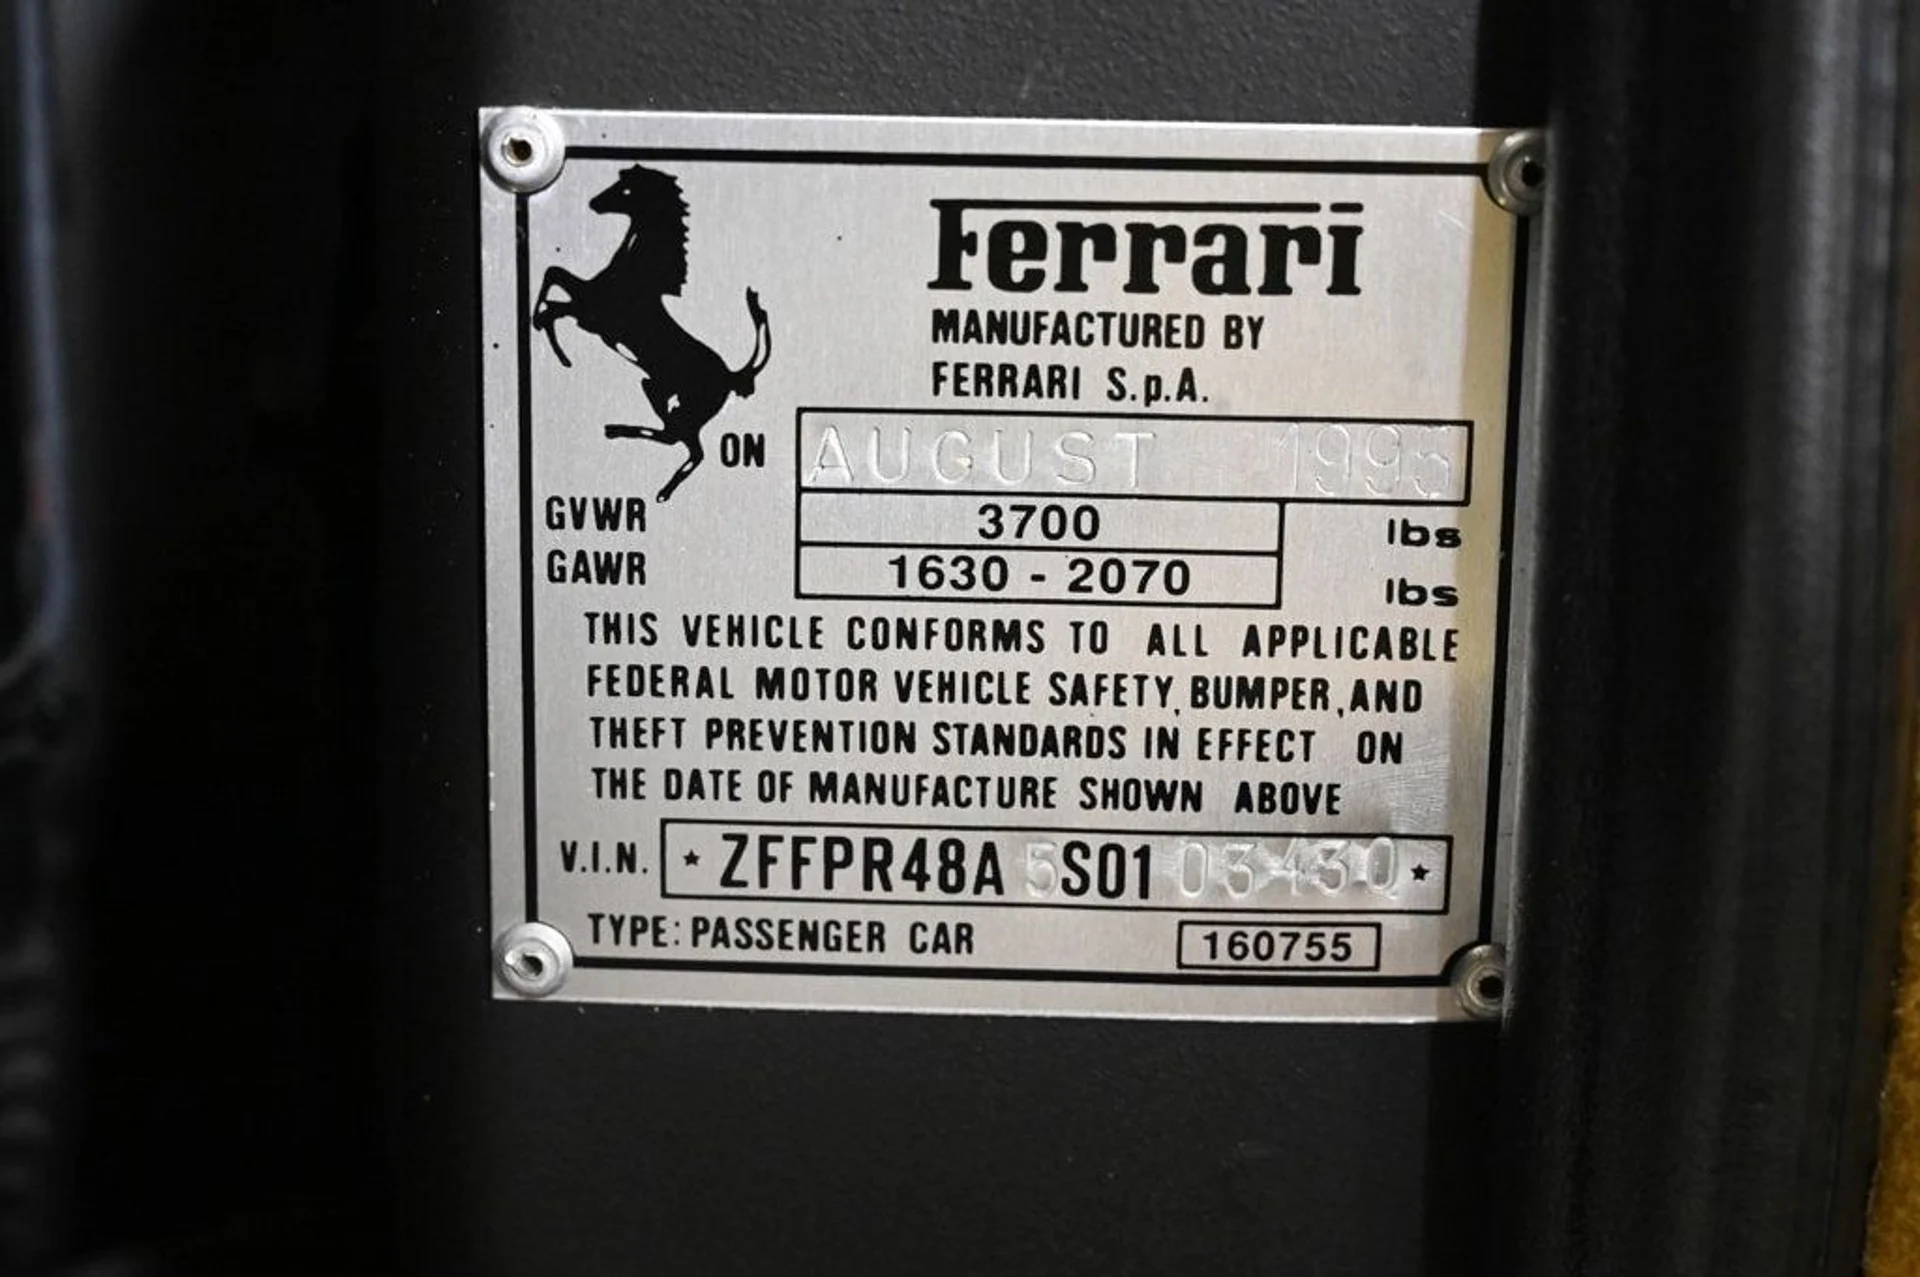 Ferrari
MANUFACTURED BY
FERRARI S.p.A.
ON AUGUST 1995
GVWR 3700 lbs
GAWR 1630 - 2070 lbs
THIS VEHICLE CONFORMS TO ALL APPLICABLE
FEDERAL MOTOR VEHICLE SAFETY, BUMPER, AND
THEFT PREVENTION STANDARDS IN EFFECT ON
THE DATE OF MANUFACTURE SHOWN ABOVE
V.I.N. ★ ZFFPR48A 5S01 03430 ★
TYPE: PASSENGER CAR 160755